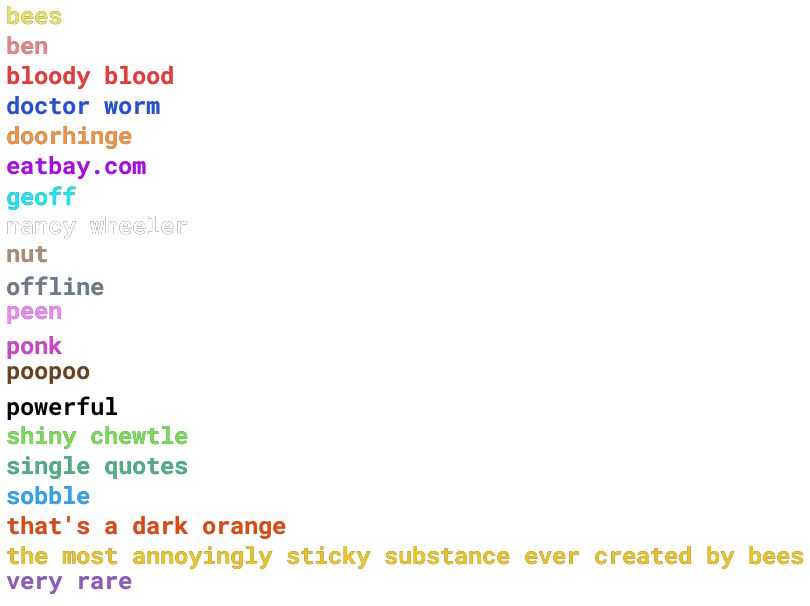 bees
ben
bloody blood
doctor worm
doorhinge
eatbay.com
geoff
nancy wheeler
nut
offline
peen
ponk
poopoo
powerful
shiny chewtle
single quotes
sobble
that's a dark orange
the most annoyingly sticky substance ever created by bees
very rare